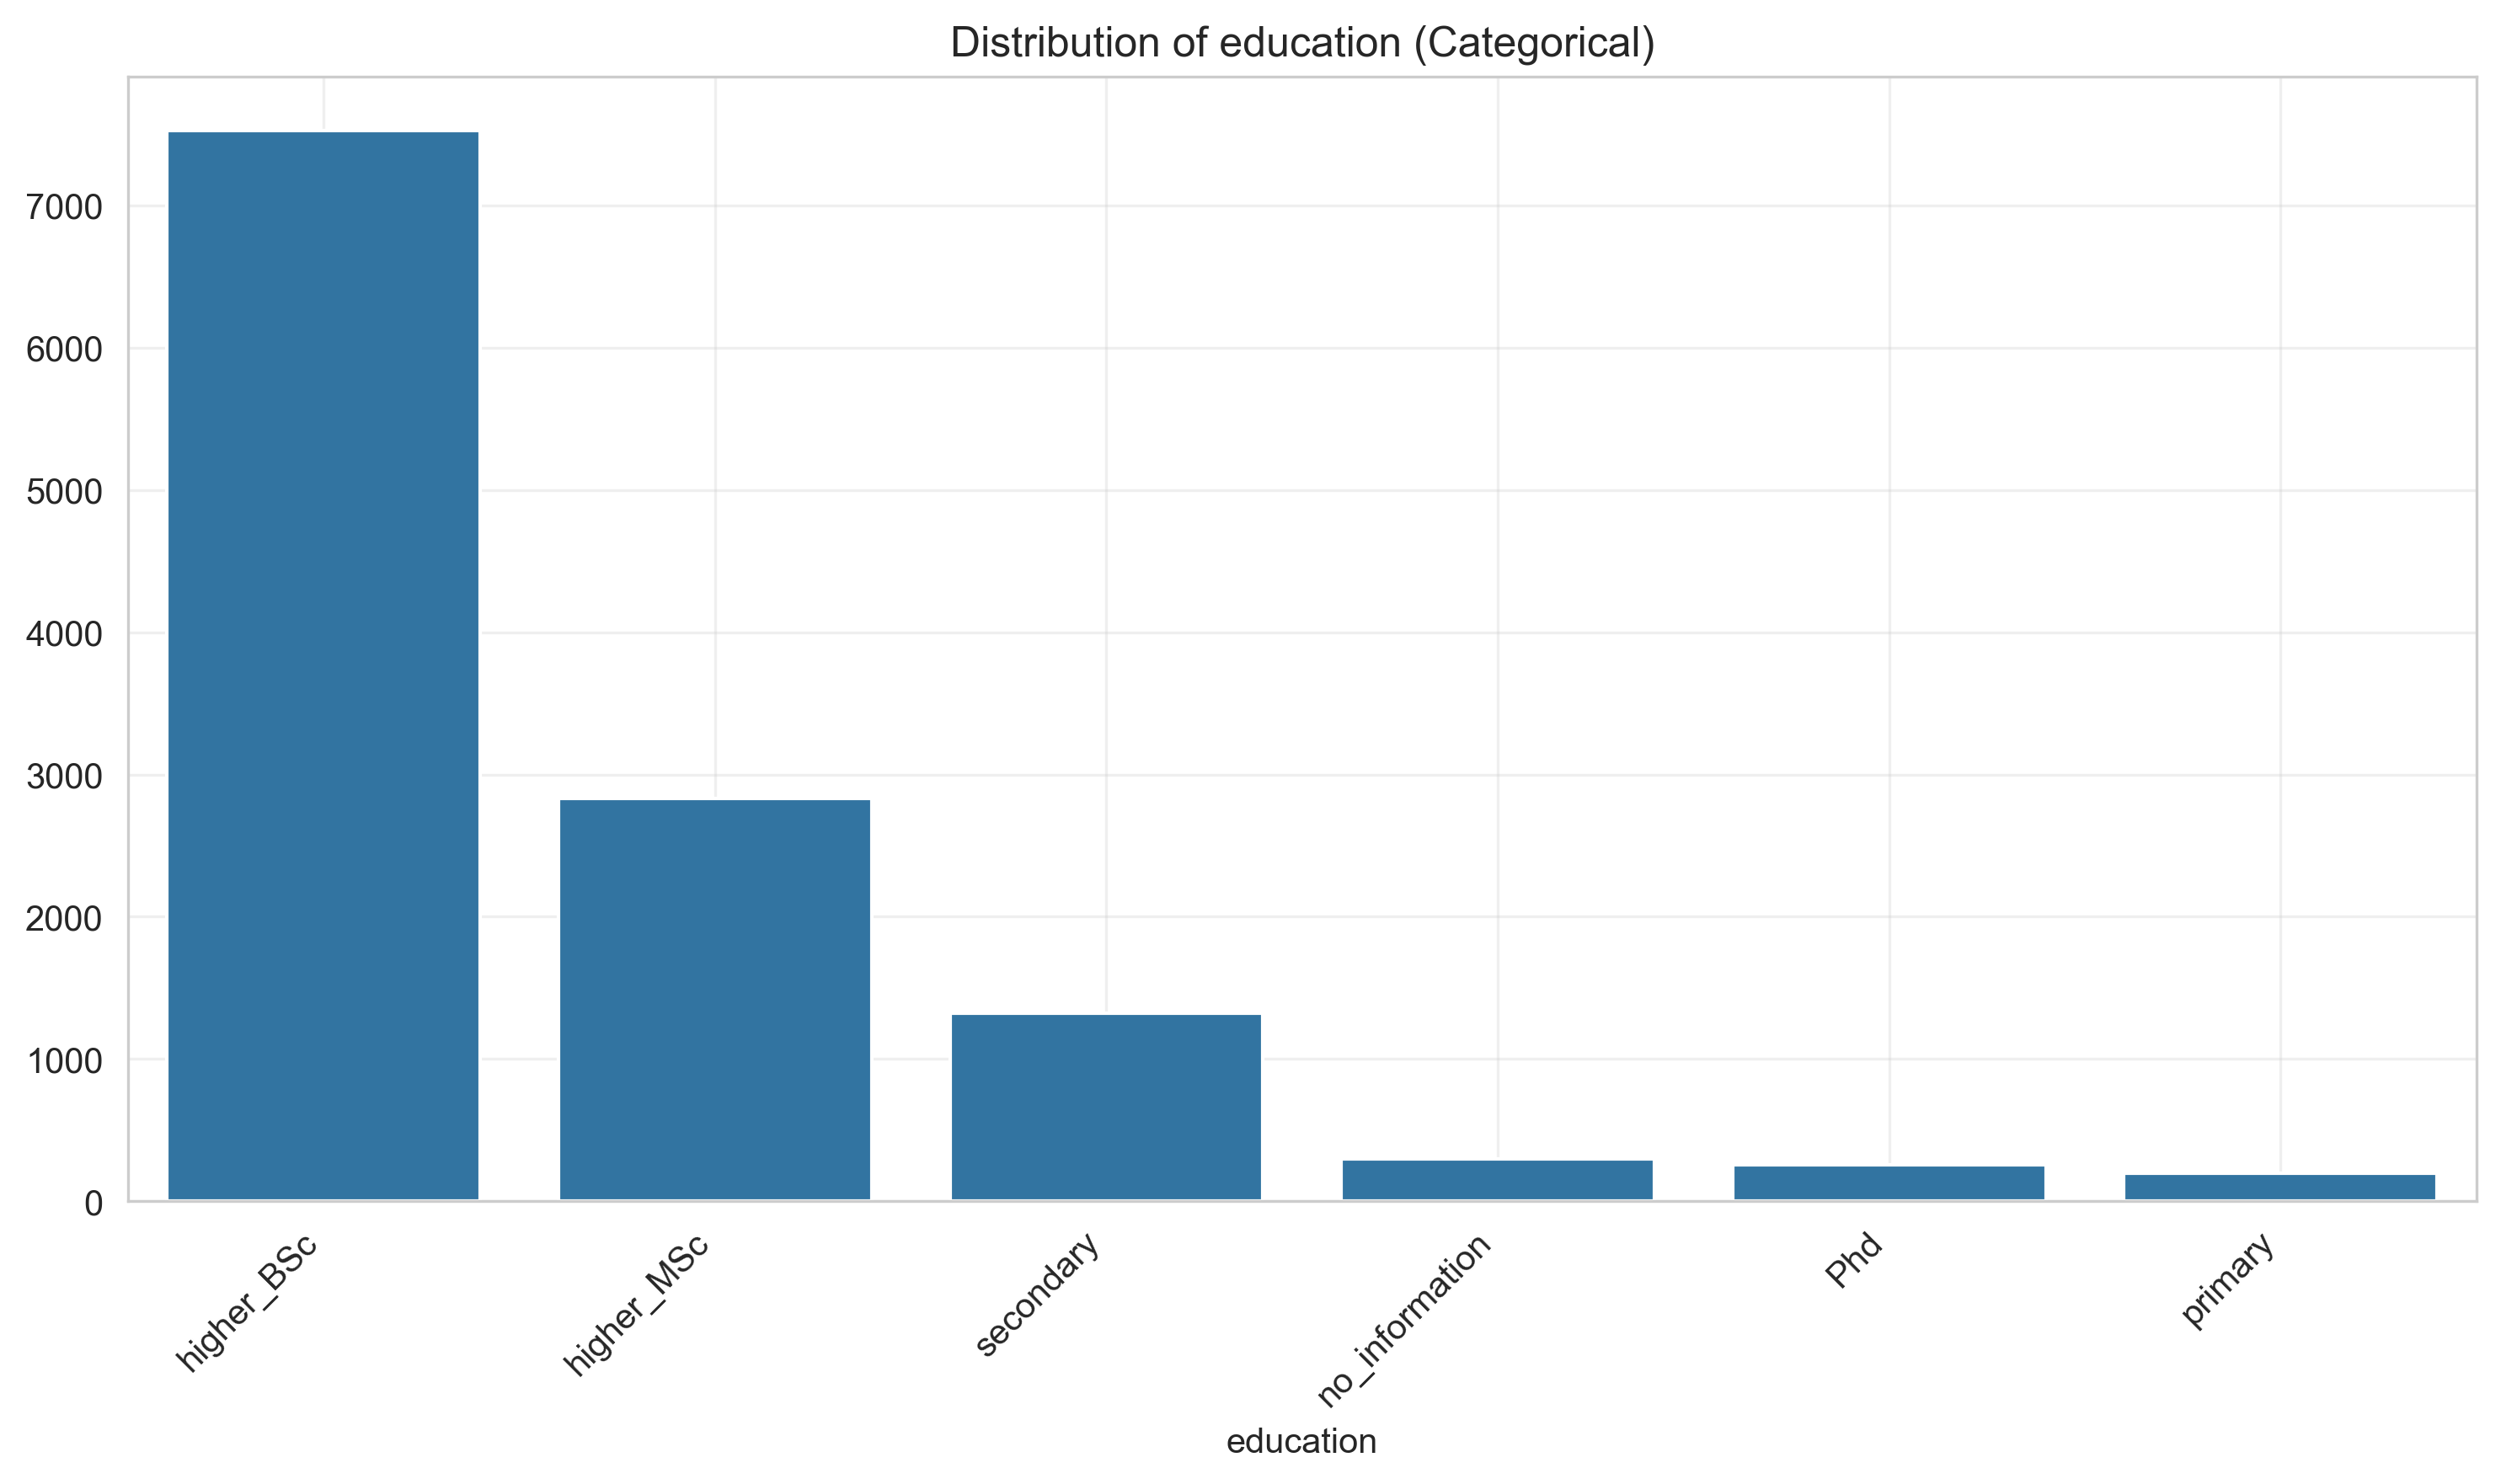 Distribution of education (Categorical)
7000
6000
5000
4000
3000
2000
1000
0
higher_BSc
higher_MSc
secondary
no_information
Phd
primary
education